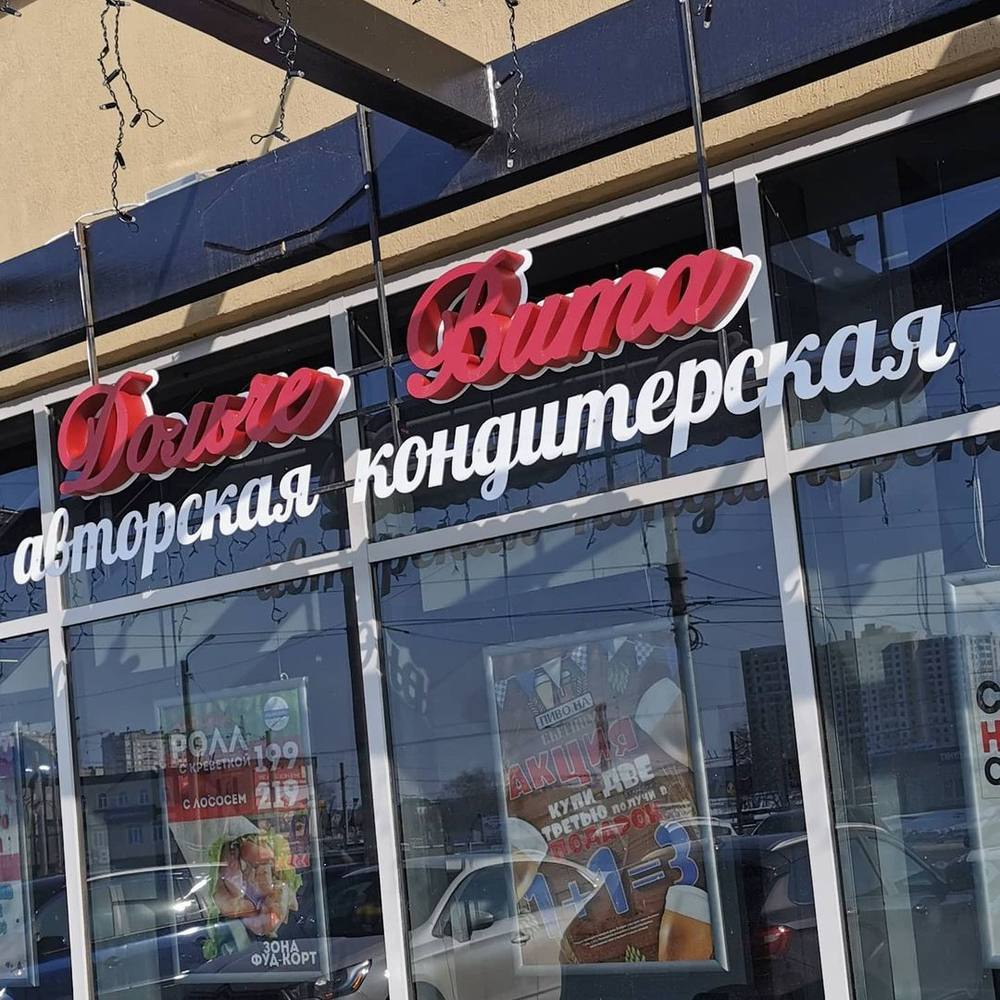 Дольче Вита
авторская кондитерская
РОЛЛ
С КРЕВЕТКОЙ 199
С ЛОСОСЕМ 219
ЗОНА
ФУД-КОРТ
ПИВО НА
АКЦИЯ
КУПИ ДВЕ
ТРЕТЬЮ ПОЛУЧИ В
ПОДАРОК
1+1=3